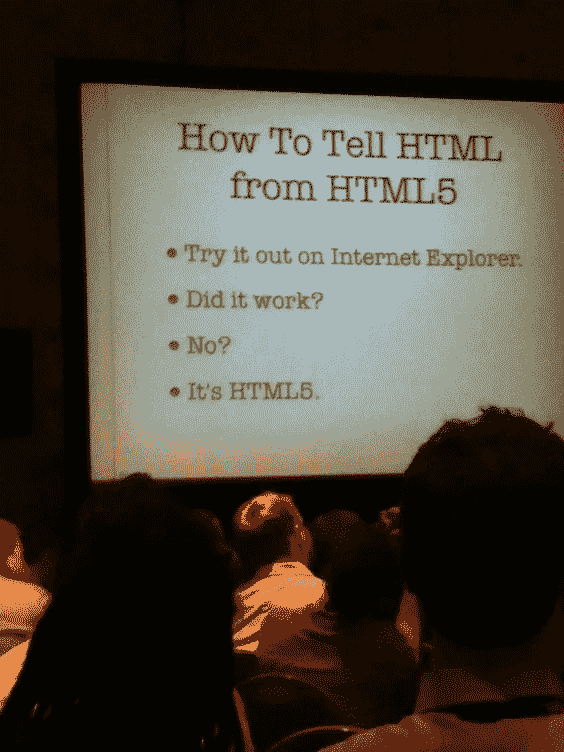 How To Tell HTML
from HTML5
• Try it out on Internet Explorer.
• Did it work?
• No?
• It's HTML5.